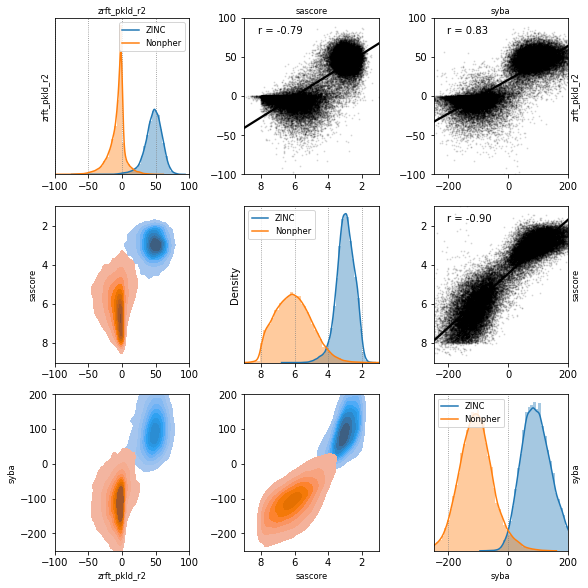 zrft_pkld_r2
sascore
syba
100
100
ZINC
Nonpher
r = -0.79
r = 0.83
zrft_pkld_r2
50
50
zrft_pkld_r2
0
0
−50
−50
−100
−100
−100 −50 0 50 100
8 6 4 2
−200 0 200
sascore
2
4
6
8
Density
ZINC
Nonpher
r = -0.90
2
4
6
8
sascore
−100 −50 0 50 100
8 6 4 2
−200 0 200
syba
200
100
0
−100
−200
200
100
0
−100
−200
ZINC
Nonpher
syba
−100 −50 0 50 100
8 6 4 2
−200 0 200
zrft_pkld_r2
sascore
syba